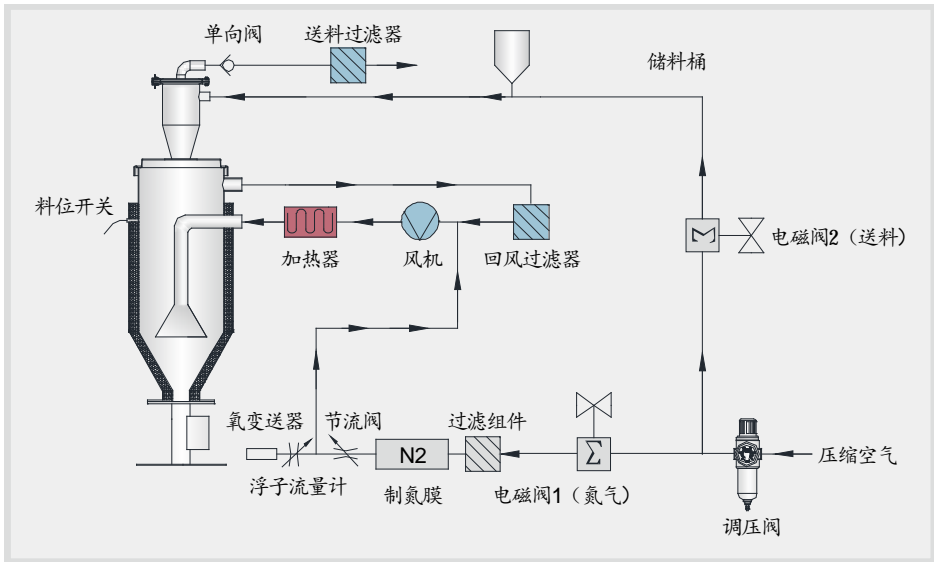 单向阀
送料过滤器
储料桶
料位开关
加热器
风机
回风过滤器
电磁阀2（送料）
氧变送器
节流阀
过滤组件
N2
Σ
压缩空气
浮子流量计
制氮膜
电磁阀1（氮气）
调压阀